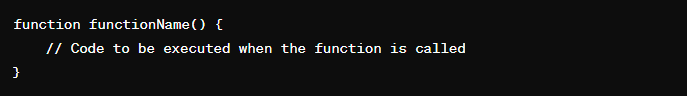 function functionName() {
    // Code to be executed when the function is called
}